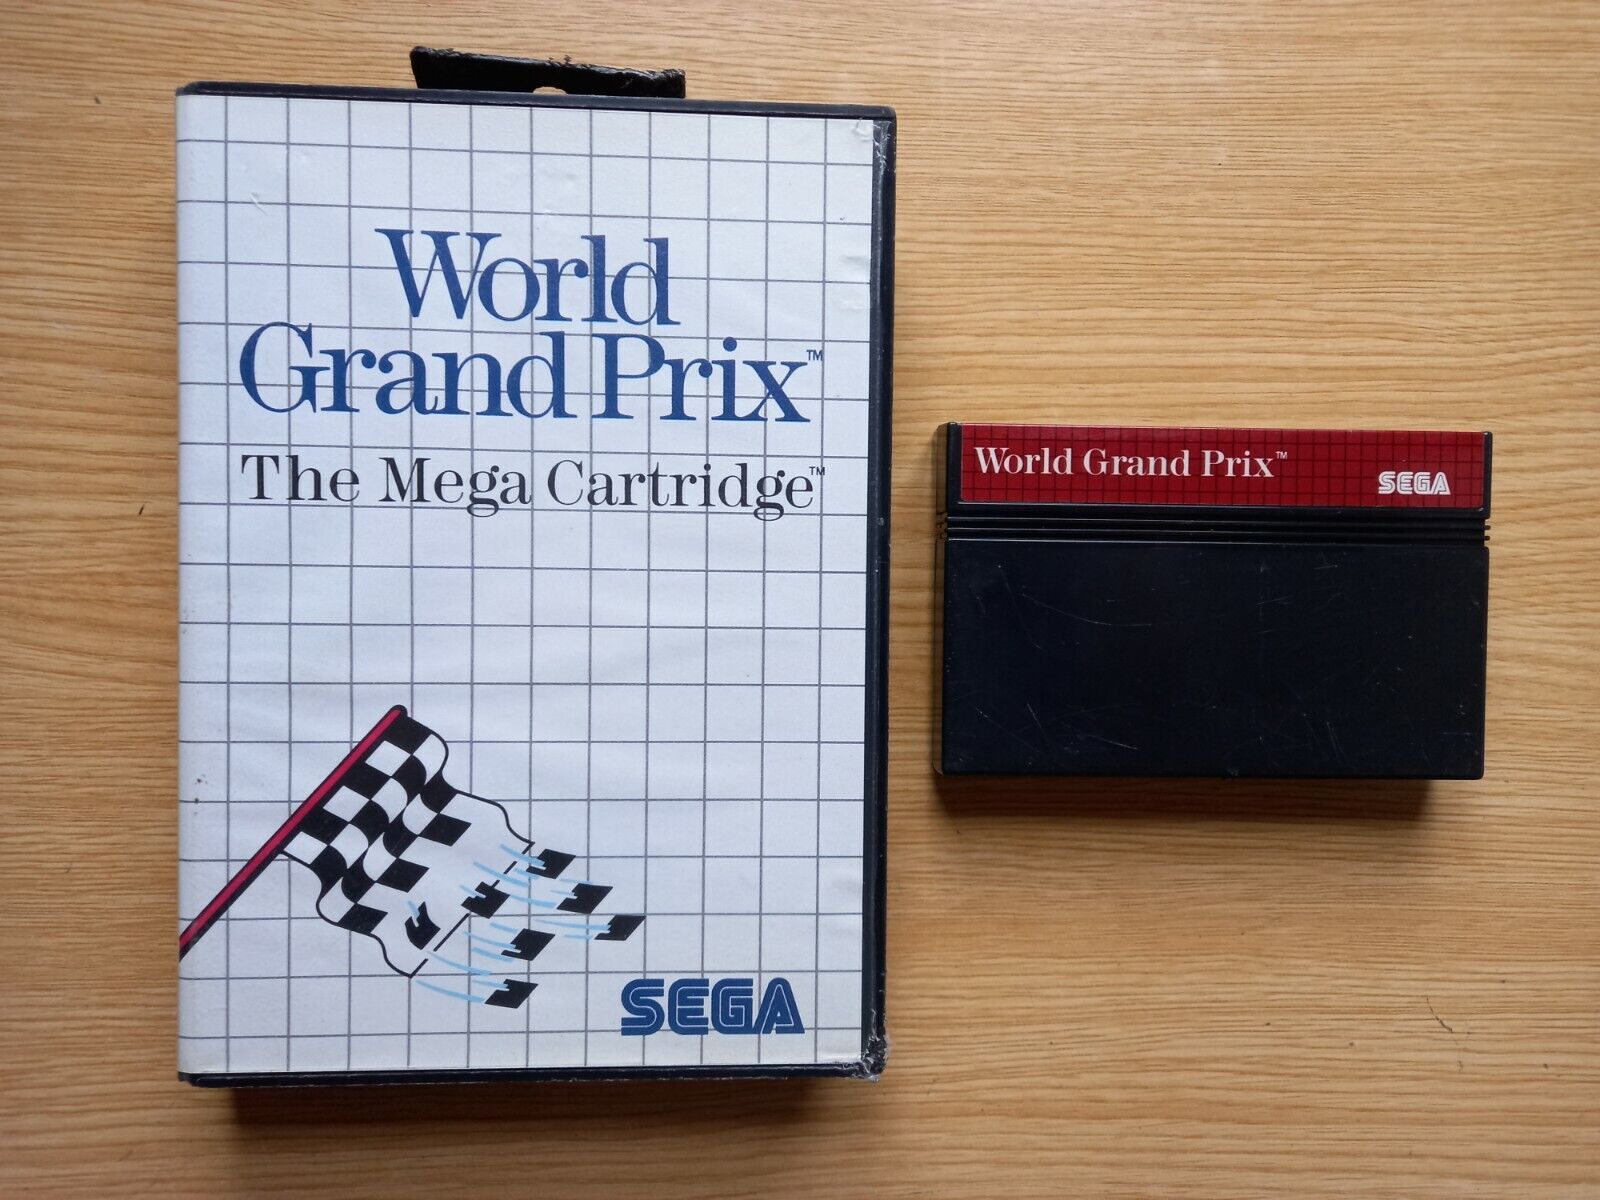 World
Grand Prix™
The Mega Cartridge™
SEGA
World Grand Prix™
SEGA